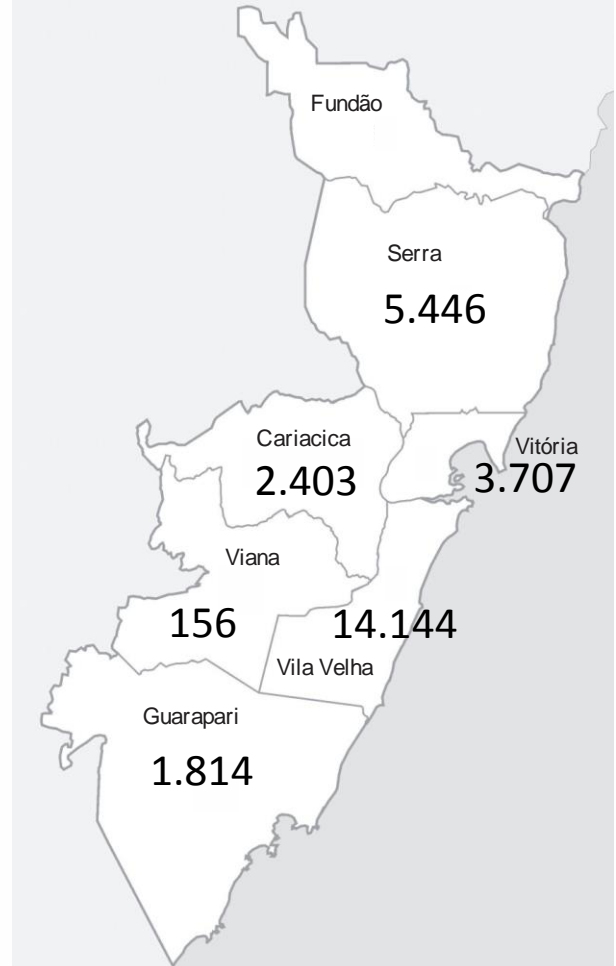 Fundão
Serra
5.446
Cariacica
2.403
Vitória
3.707
Viana
156
14.144
Vila Velha
Guarapari
1.814